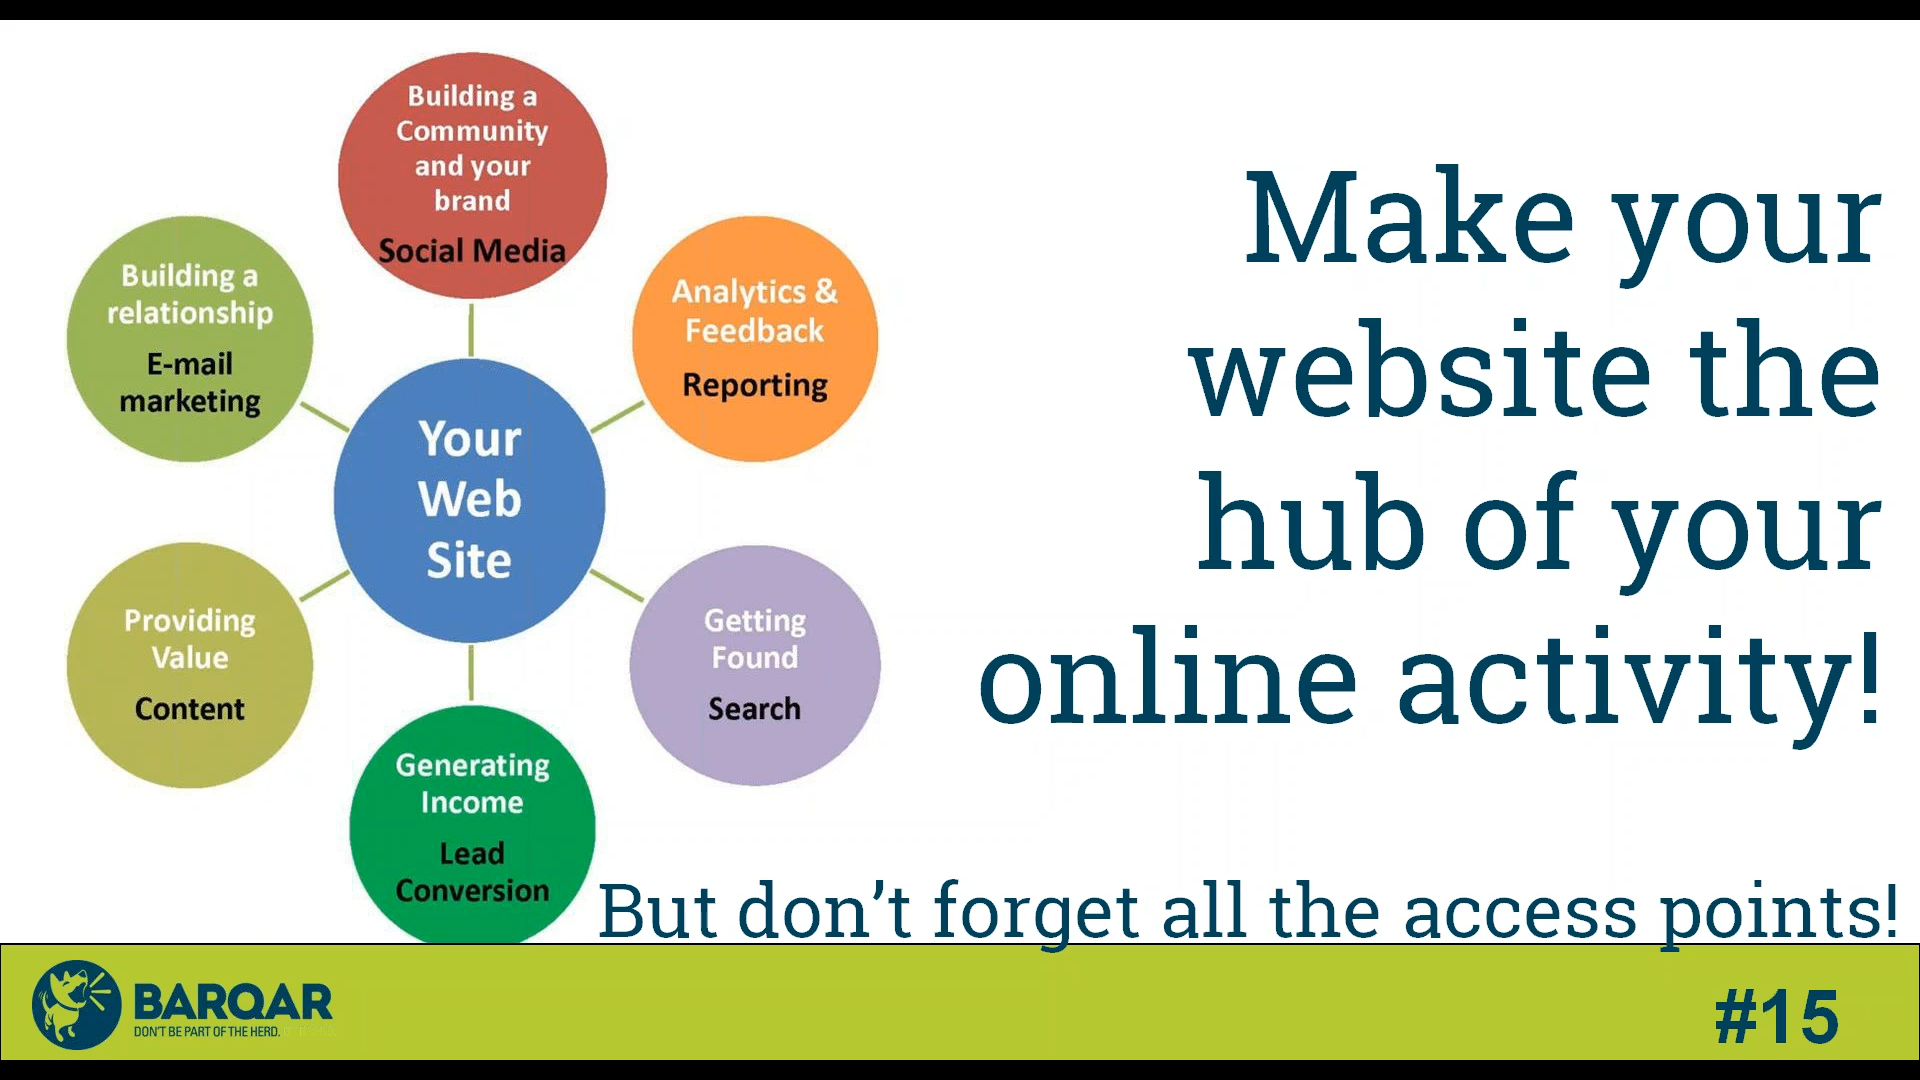 Building a
Community
and your
brand
Social Media
Building a
relationship
E-mail
marketing
Analytics &
Feedback
Reporting
Your
Web
Site
Providing
Value
Content
Getting
Found
Search
Generating
Income
Lead
Conversion
Make your
website the
hub of your
online activity!
But don’t forget all the access points!
BARQAR
DON'T BE PART OF THE HERD.
#15